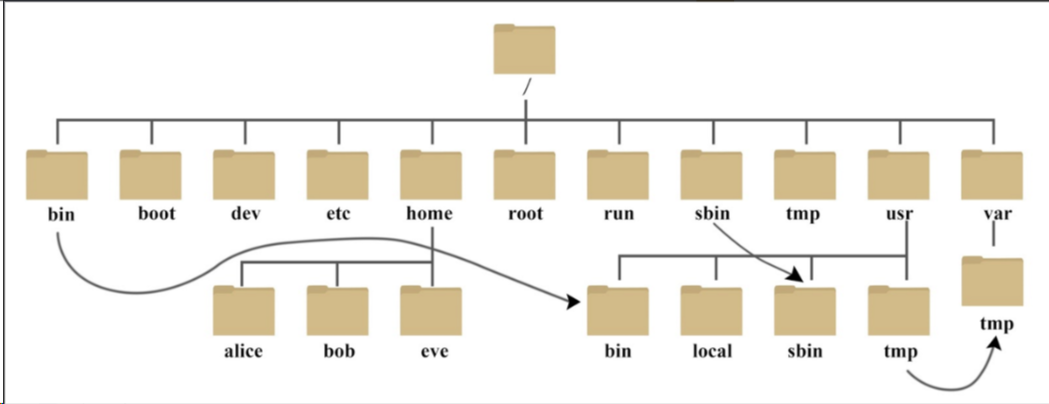 /
bin boot dev etc home root run sbin tmp usr var
tmp
alice bob eve bin local sbin tmp